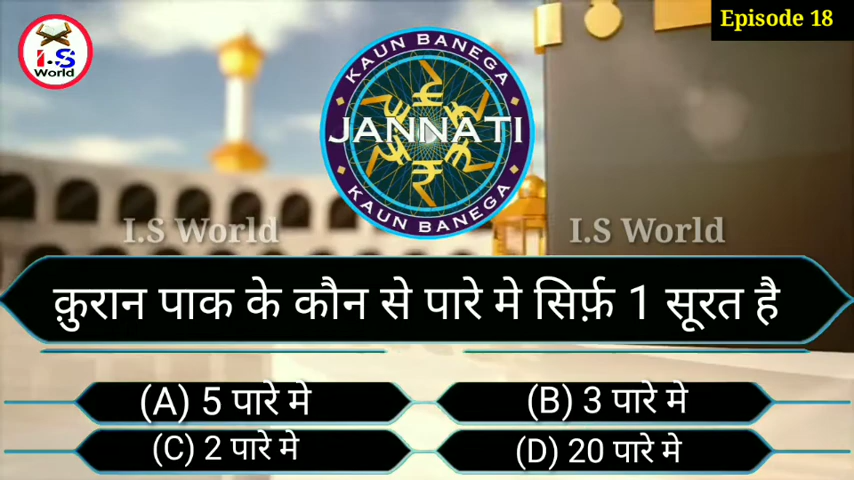 Episode 18
I.S
World
KAUN BANEGA
JANNATI
KAUN BANEGA
I.S World
I.S World
क़ुरान पाक के कौन से पारे मे सिर्फ़ 1 सूरत है
(A) 5 पारे मे
(B) 3 पारे मे
(C) 2 पारे मे
(D) 20 पारे मे